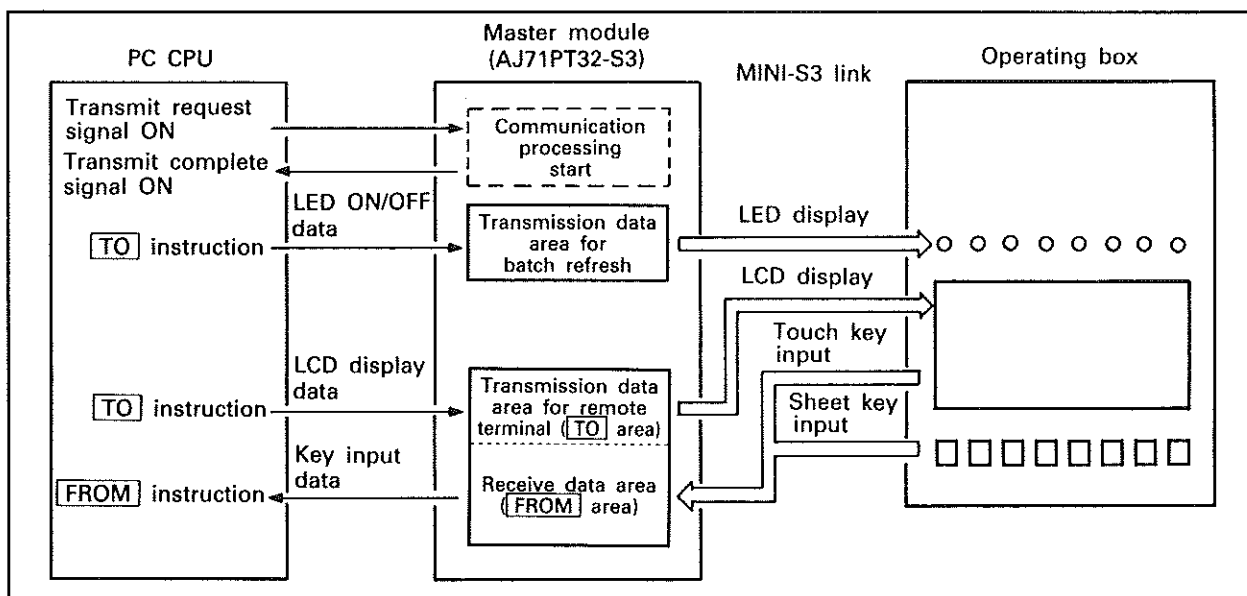 PC CPU
Master module
(AJ71PT32-S3)
MINI-S3 link
Operating box
Transmit request
signal ON
Transmit complete
signal ON
Communication
processing
start
LED ON/OFF
data
TO instruction
Transmission data
area for
batch refresh
LED display
LCD display
Touch key
input
Sheet key
input
LCD display
data
TO instruction
Transmission data
area for remote
terminal (TO area)
Key input
data
FROM instruction
Receive data area
(FROM area)